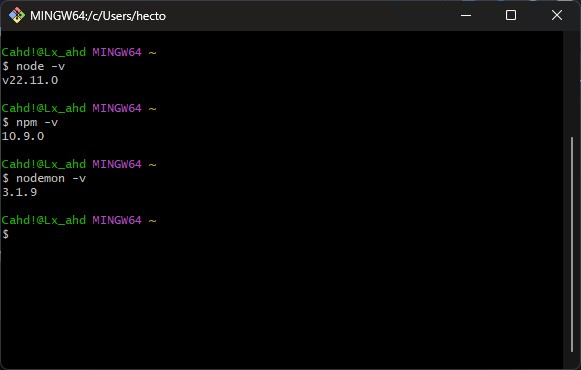 MINGW64:/c/Users/hecto
Cahd!@Lx_ahd MINGW64 ~
$ node -v
v22.11.0
Cahd!@Lx_ahd MINGW64 ~
$ npm -v
10.9.0
Cahd!@Lx_ahd MINGW64 ~
$ nodemon -v
3.1.9
Cahd!@Lx_ahd MINGW64 ~
$